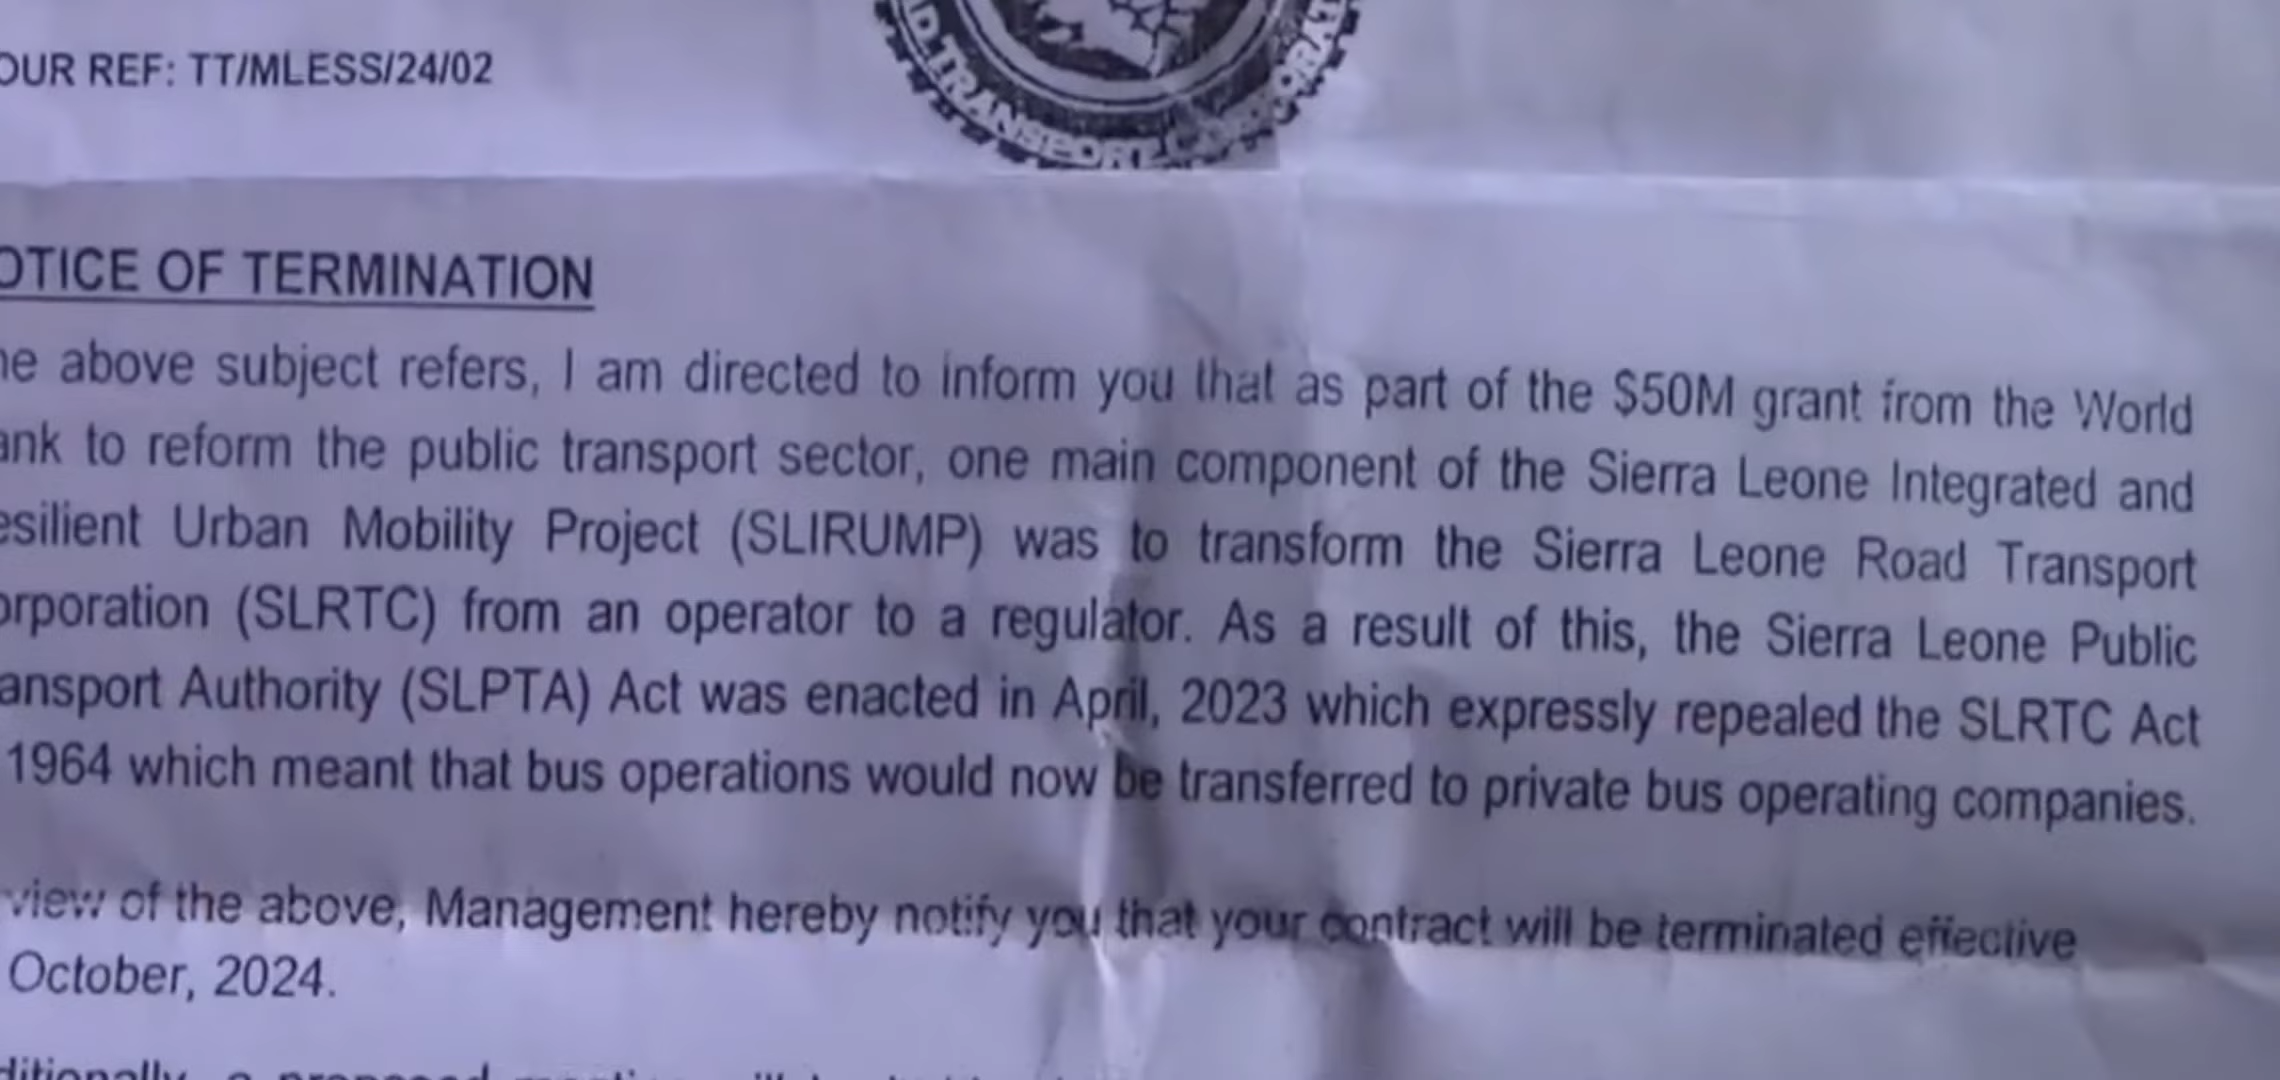 OUR REF: TT/MLESS/24/02
D TRANSPORT CORPORAT
OTICE OF TERMINATION
he above subject refers, I am directed to inform you that as part of the $50M grant from the World
ank to reform the public transport sector, one main component of the Sierra Leone Integrated and
esilient Urban Mobility Project (SLIRUMP) was to transform the Sierra Leone Road Transport
orporation (SLRTC) from an operator to a regulator. As a result of this, the Sierra Leone Public
ansport Authority (SLPTA) Act was enacted in April, 2023 which expressly repealed the SLRTC Act
1964 which meant that bus operations would now be transferred to private bus operating companies.
view of the above, Management hereby notify you that your contract will be terminated effective
October, 2024.
ditionally, a proposed